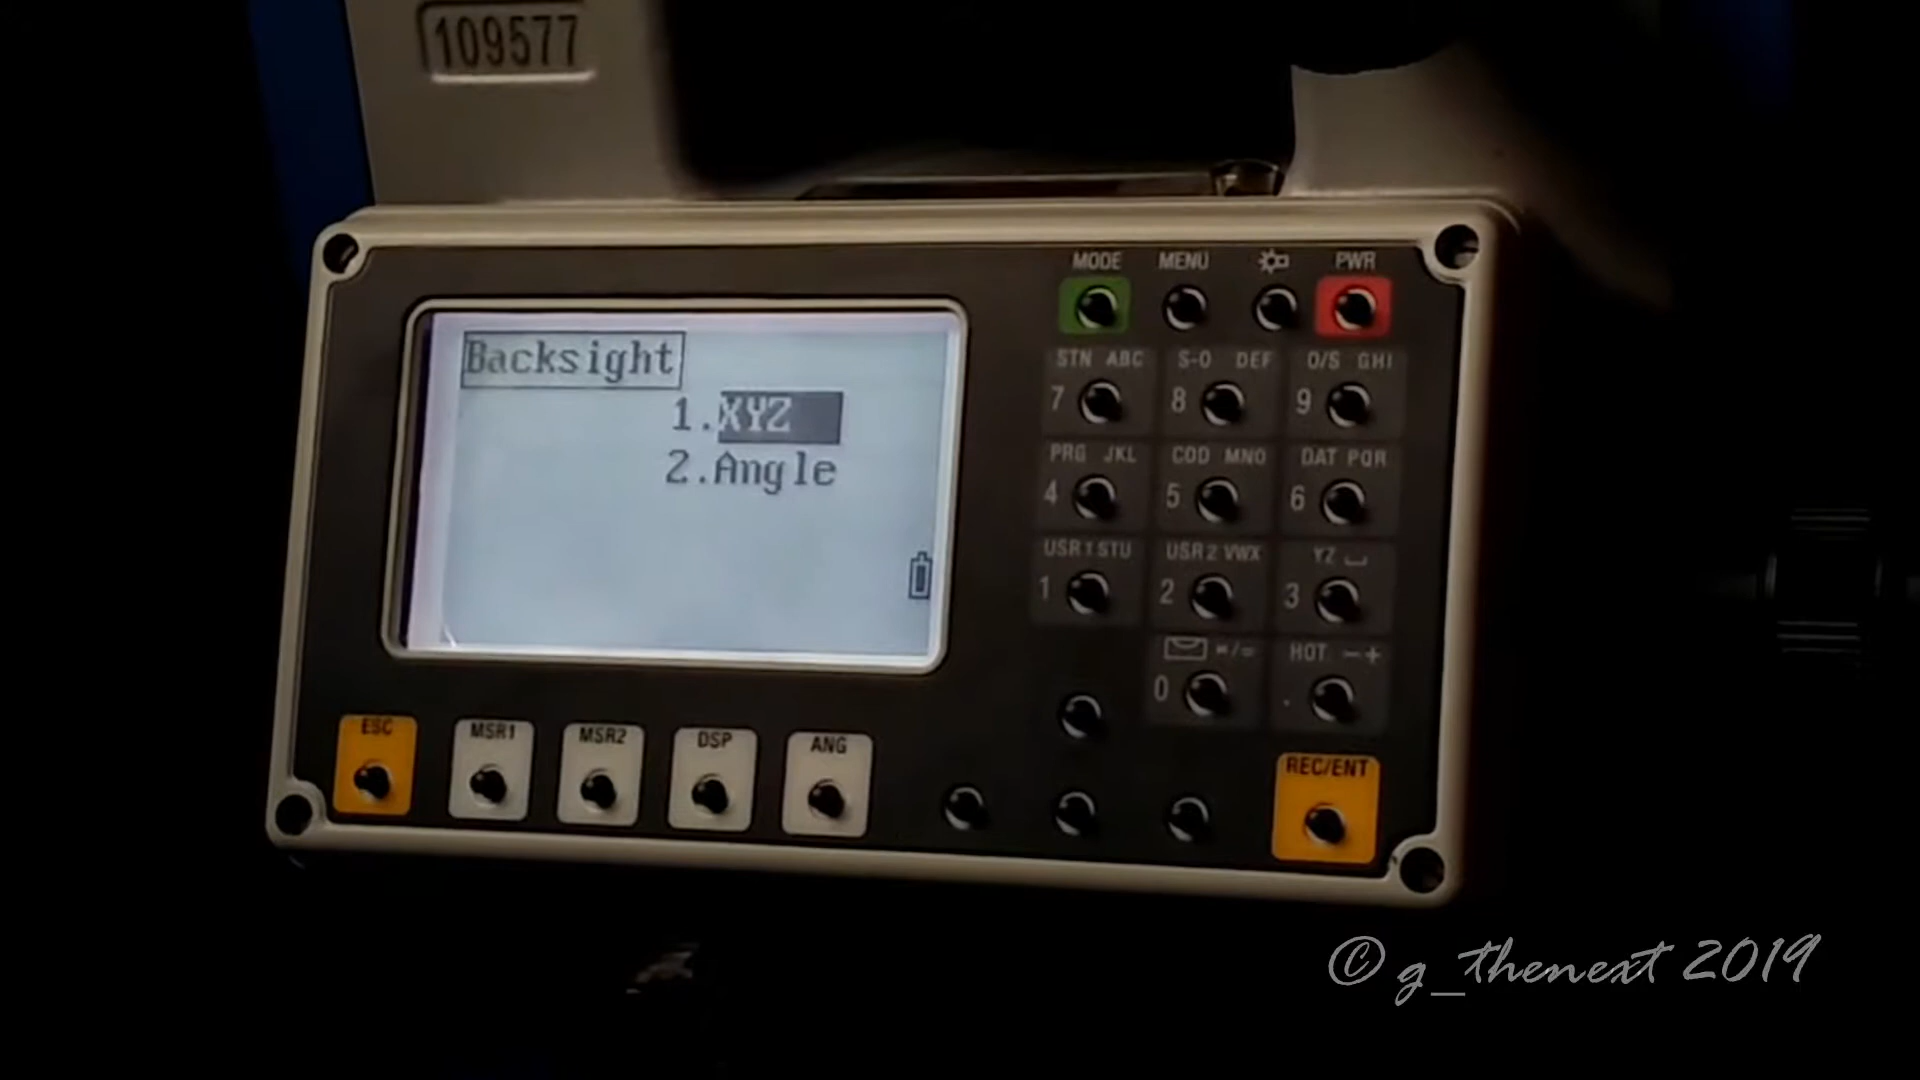 109577
MODE MENU PWR
Backsight
1.XYZ
2.Angle
STN ABC S-O DEF O/S GHI
7 8 9
PRG JKL COD MNO DAT PQR
4 5 6
USR1 STU USR2 VWX YZ ⎵
1 2 3
*/= HOT -+
0 .
ESC MSR1 MSR2 DSP ANG REC/ENT
© g_thenext 2019